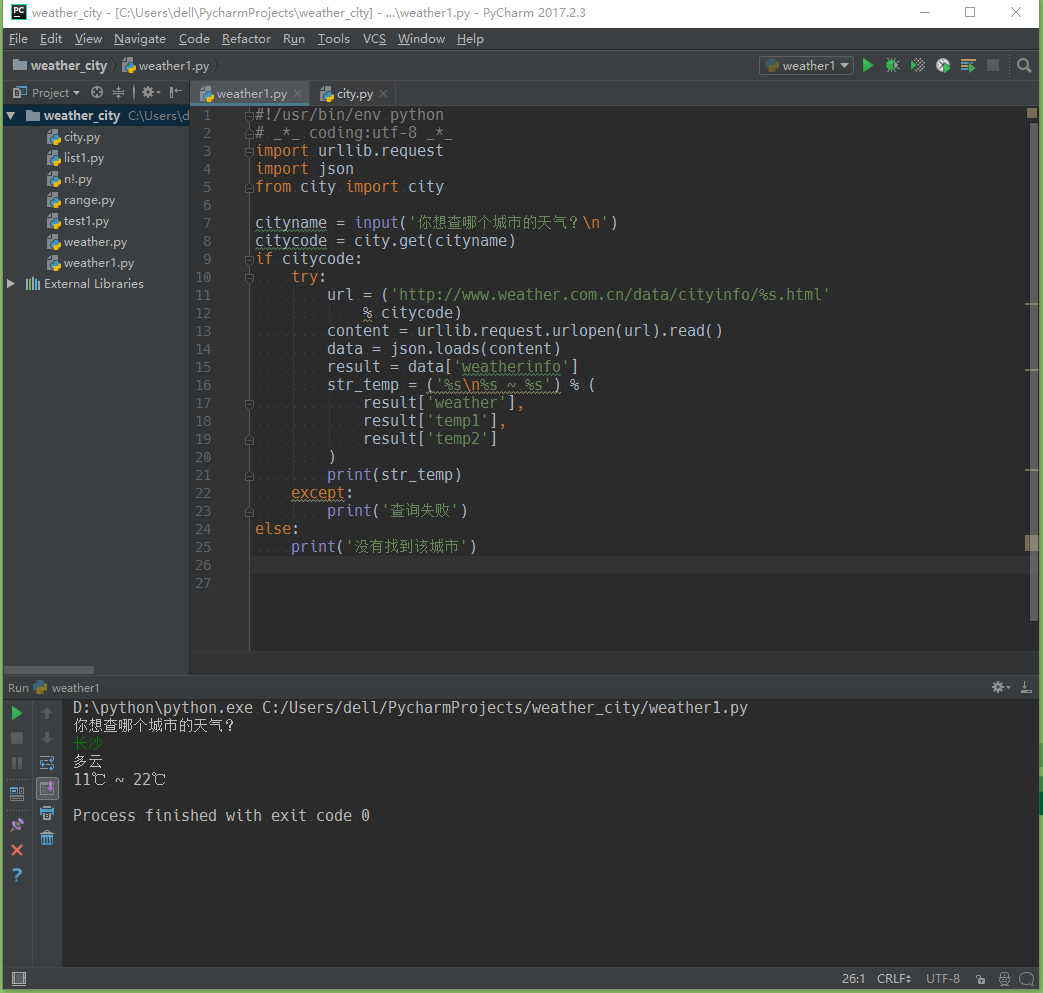 weather_city - [C:\Users\dell\PycharmProjects\weather_city] - ...\weather1.py - PyCharm 2017.2.3
File Edit View Navigate Code Refactor Run Tools VCS Window Help
weather_city weather1.py weather1
Project weather1.py city.py
weather_city C:\Users\d
city.py
list1.py
n!.py
range.py
test1.py
weather.py
weather1.py
External Libraries
1 #!/usr/bin/env python
2 # _*_ coding:utf-8 _*_
3 import urllib.request
4 import json
5 from city import city
6
7 cityname = input('你想查哪个城市的天气？\n')
8 citycode = city.get(cityname)
9 if citycode:
10 try:
11 url = ('http://www.weather.com.cn/data/cityinfo/%s.html'
12 % citycode)
13 content = urllib.request.urlopen(url).read()
14 data = json.loads(content)
15 result = data['weatherinfo']
16 str_temp = ('%s\n%s ~ %s') % (
17 result['weather'],
18 result['temp1'],
19 result['temp2']
20 )
21 print(str_temp)
22 except:
23 print('查询失败')
24 else:
25 print('没有找到该城市')
26
27
Run weather1
D:\python\python.exe C:/Users/dell/PycharmProjects/weather_city/weather1.py
你想查哪个城市的天气？
长沙
多云
11℃ ~ 22℃
Process finished with exit code 0
26:1 CRLF UTF-8